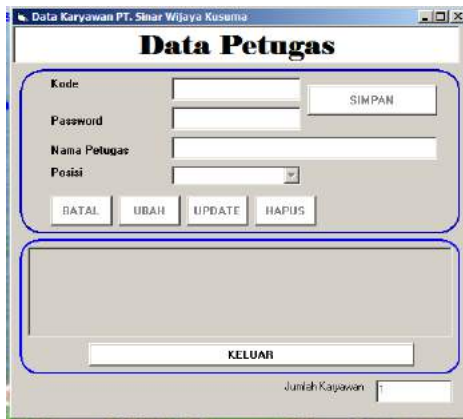 Data Karyawan PT. Sinar Wijaya Kusuma
Data Petugas
Kode
SIMPAN
Password
Nama Petugas
Posisi
BATAL UBAH UPDATE HAPUS
KELUAR
Jumlah Karyawan 1